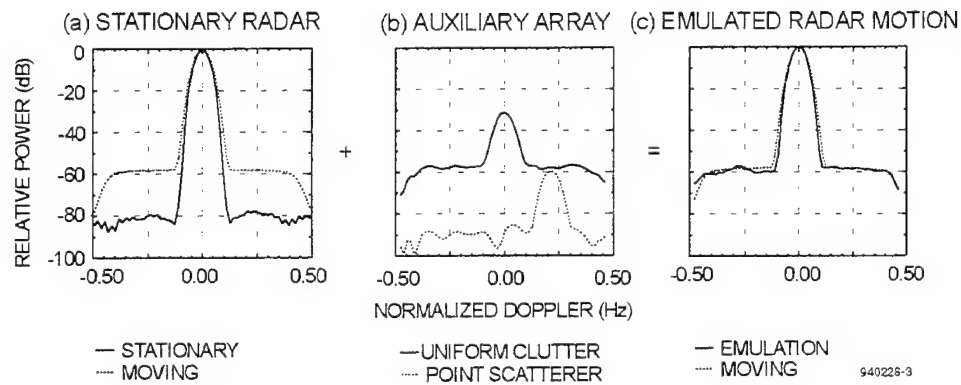 (a) STATIONARY RADAR
(b) AUXILIARY ARRAY
(c) EMULATED RADAR MOTION
RELATIVE POWER (dB)
0
-20
-40
-60
-80
-100
-0.50 0.00 0.50
+
-0.50 0.00 0.50
=
-0.50 0.00 0.50
NORMALIZED DOPPLER (Hz)
STATIONARY
MOVING
UNIFORM CLUTTER
POINT SCATTERER
EMULATION
MOVING
940226-3